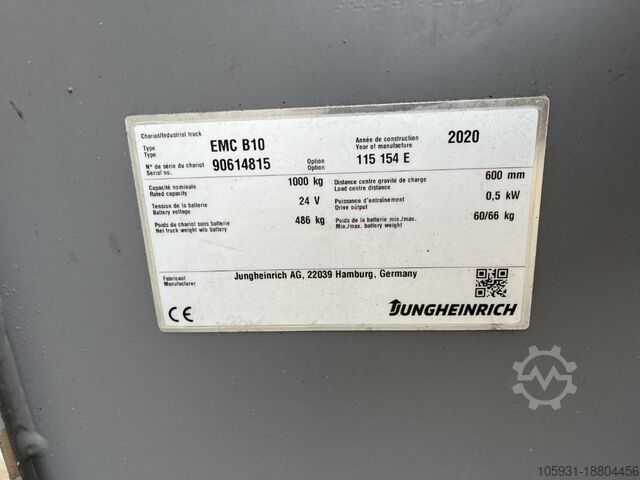 Chariot/Industrial truck
Type EMC B10 Année de construction 2020
Type Year of manufacture
N° de série du chariot 90614815 Option 115 154 E
Serial no. Option
Capacité nominale 1000 kg Distance centre gravité de charge 600 mm
Rated capacity Load centre distance
Tension de la batterie 24 V Puissance d'entraînement 0,5 kW
Battery voltage Drive output
Poids du chariot sans batterie 486 kg Poids de la batterie min./max. 60/66 kg
Net truck weight w/o battery Min./max. battery weight
Fabricant Jungheinrich AG, 22039 Hamburg, Germany
Manufacturer
CE JUNGHEINRICH
105931-18804456